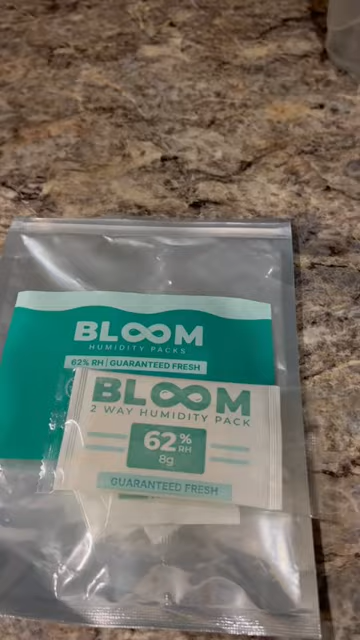 BLOOM
HUMIDITY PACKS
62% RH | GUARANTEED FRESH
BLOOM
2 WAY HUMIDITY PACK
62% RH
8g
GUARANTEED FRESH